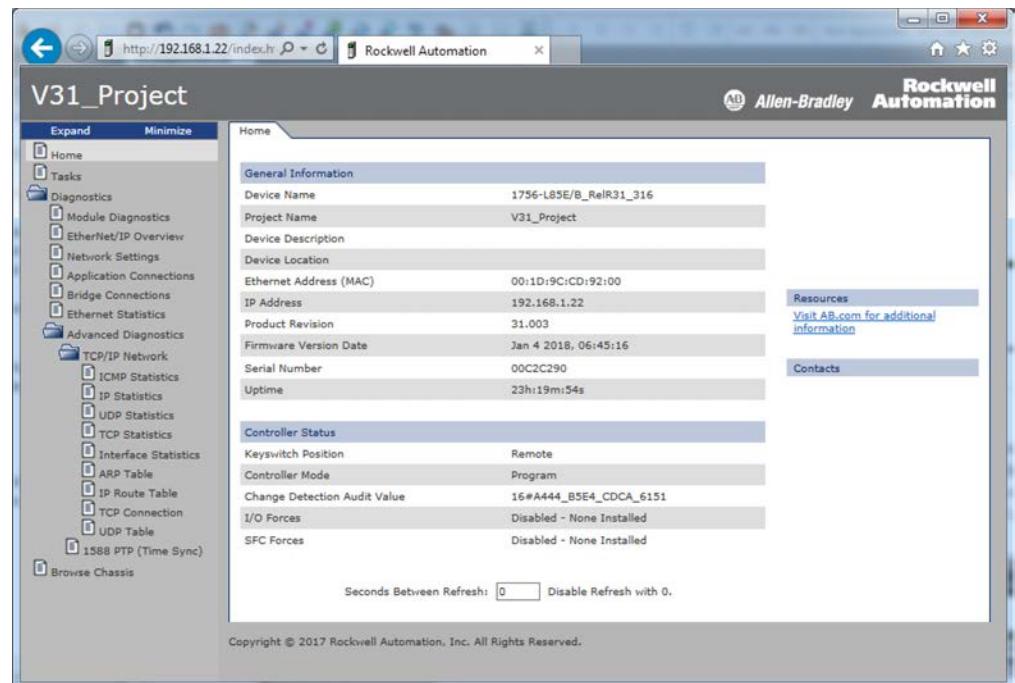 http://192.168.1.22/index.h
Rockwell Automation
V31_Project
AB Allen-Bradley
Rockwell Automation
Expand Minimize
Home
Tasks
Diagnostics
Module Diagnostics
EtherNet/IP Overview
Network Settings
Application Connections
Bridge Connections
Ethernet Statistics
Advanced Diagnostics
TCP/IP Network
ICMP Statistics
IP Statistics
UDP Statistics
TCP Statistics
Interface Statistics
ARP Table
IP Route Table
TCP Connection
UDP Table
1588 PTP (Time Sync)
Browse Chassis
Home
General Information
Device Name 1756-L85E/B_RelR31_316
Project Name V31_Project
Device Description
Device Location
Ethernet Address (MAC) 00:1D:9C:CD:92:00
IP Address 192.168.1.22
Product Revision 31.003
Firmware Version Date Jan 4 2018, 06:45:16
Serial Number 00C2C290
Uptime 23h:19m:54s
Controller Status
Keyswitch Position Remote
Controller Mode Program
Change Detection Audit Value 16#A444_B5E4_CDCA_6151
I/O Forces Disabled - None Installed
SFC Forces Disabled - None Installed
Seconds Between Refresh: 0 Disable Refresh with 0.
Resources
Visit AB.com for additional
information
Contacts
Copyright © 2017 Rockwell Automation, Inc. All Rights Reserved.